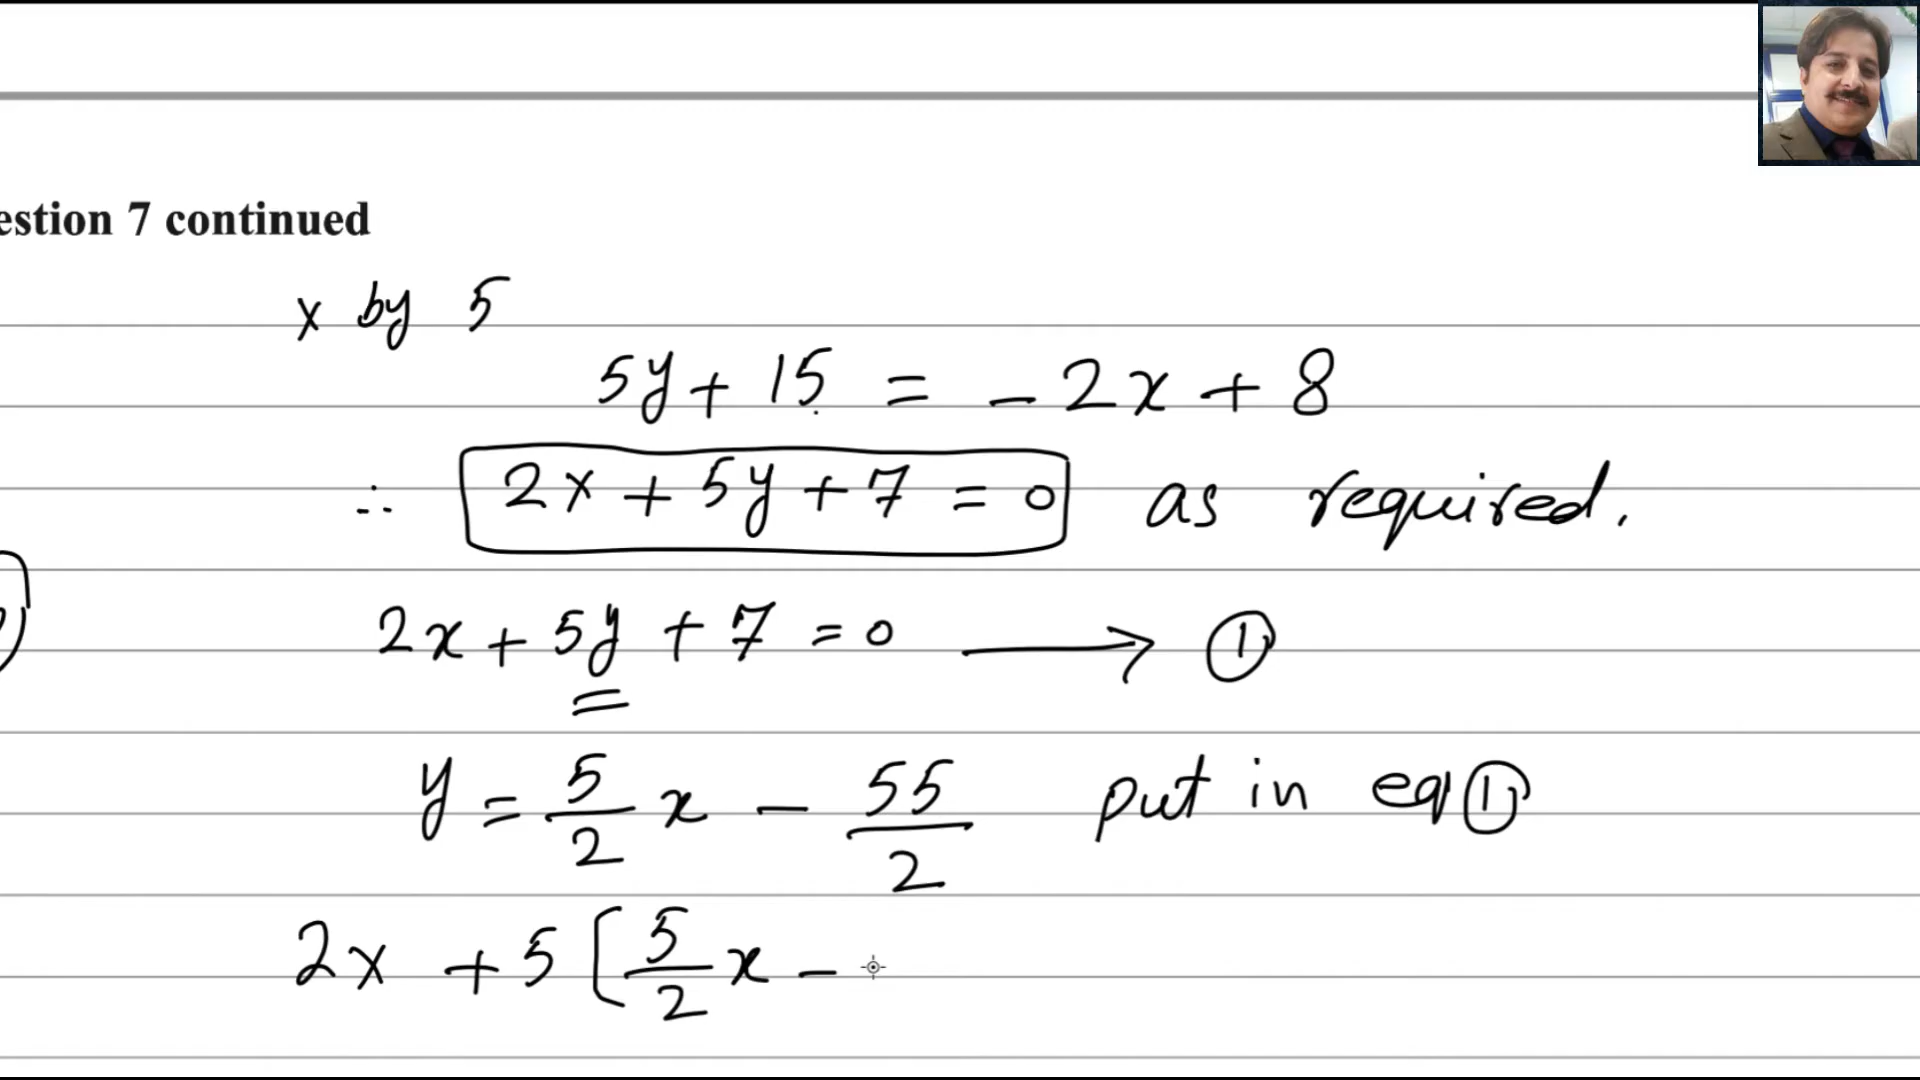 estion 7 continued
x by 5
5y + 15 = - 2x + 8
∴ 2x + 5y + 7 = 0 as required.
2x + 5y + 7 = 0 ⟶ ①
y = 5/2 x - 55/2 put in eq ①
2x + 5 [ 5/2 x -